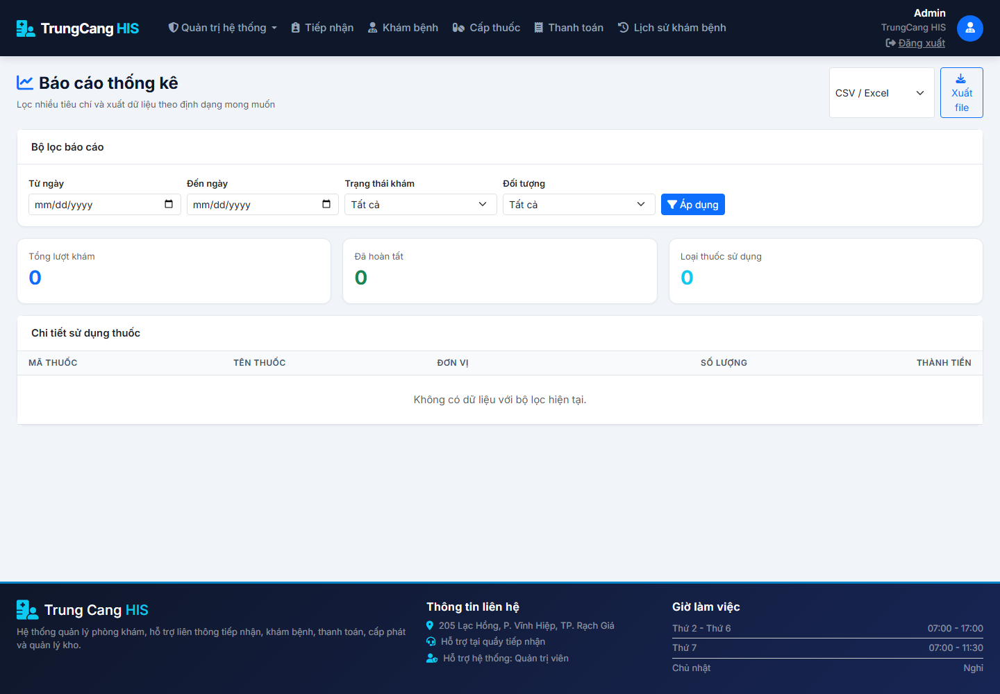 TrungCang HIS
Quản trị hệ thống
Tiếp nhận
Khám bệnh
Cấp thuốc
Thanh toán
Lịch sử khám bệnh
Admin
TrungCang HIS
Đăng xuất
Báo cáo thống kê
Lọc nhiều tiêu chí và xuất dữ liệu theo định dạng mong muốn
CSV / Excel
Xuất
file
Bộ lọc báo cáo
Từ ngày
Đến ngày
Trạng thái khám
Đối tượng
mm/dd/yyyy
mm/dd/yyyy
Tất cả
Tất cả
Áp dụng
Tổng lượt khám
0
Đã hoàn tất
0
Loại thuốc sử dụng
0
Chi tiết sử dụng thuốc
MÃ THUỐC
TÊN THUỐC
ĐƠN VỊ
SỐ LƯỢNG
THÀNH TIỀN
Không có dữ liệu với bộ lọc hiện tại.
Trung Cang HIS
Hệ thống quản lý phòng khám, hỗ trợ liên thông tiếp nhận, khám bệnh, thanh toán, cấp phát
và quản lý kho.
Thông tin liên hệ
205 Lạc Hồng, P. Vĩnh Hiệp, TP. Rạch Giá
Hỗ trợ tại quầy tiếp nhận
Hỗ trợ hệ thống: Quản trị viên
Giờ làm việc
Thứ 2 - Thứ 6 07:00 - 17:00
Thứ 7 07:00 - 11:30
Chủ nhật Nghỉ